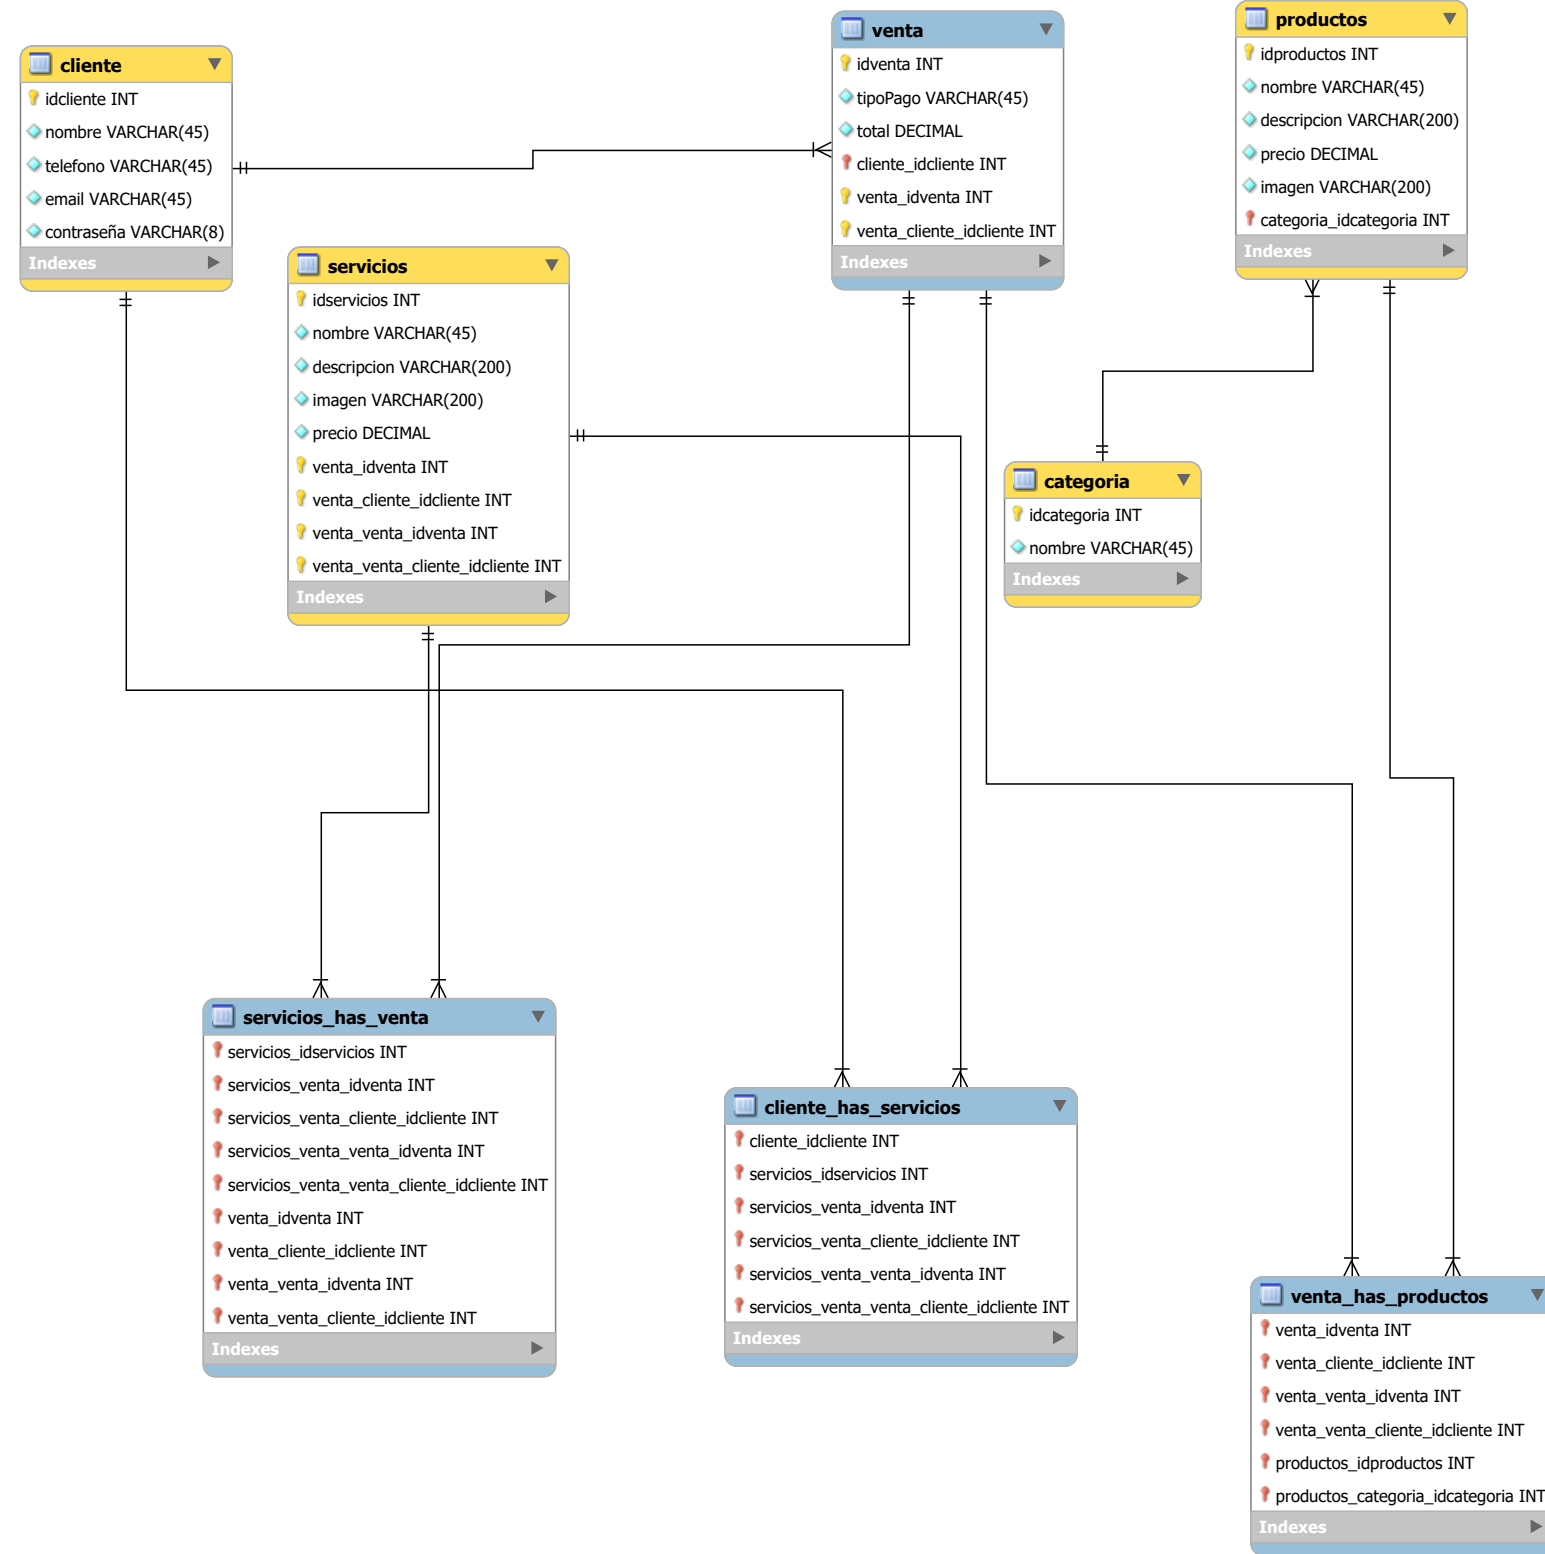 cliente
idcliente INT
nombre VARCHAR(45)
telefono VARCHAR(45)
email VARCHAR(45)
contraseña VARCHAR(8)
Indexes
venta
idventa INT
tipoPago VARCHAR(45)
total DECIMAL
cliente_idcliente INT
venta_idventa INT
venta_cliente_idcliente INT
Indexes
productos
idproductos INT
nombre VARCHAR(45)
descripcion VARCHAR(200)
precio DECIMAL
imagen VARCHAR(200)
categoria_idcategoria INT
Indexes
servicios
idservicios INT
nombre VARCHAR(45)
descripcion VARCHAR(200)
imagen VARCHAR(200)
precio DECIMAL
venta_idventa INT
venta_cliente_idcliente INT
venta_venta_idventa INT
venta_venta_cliente_idcliente INT
Indexes
categoria
idcategoria INT
nombre VARCHAR(45)
Indexes
servicios_has_venta
servicios_idservicios INT
servicios_venta_idventa INT
servicios_venta_cliente_idcliente INT
servicios_venta_venta_idventa INT
servicios_venta_venta_cliente_idcliente INT
venta_idventa INT
venta_cliente_idcliente INT
venta_venta_idventa INT
venta_venta_cliente_idcliente INT
Indexes
cliente_has_servicios
cliente_idcliente INT
servicios_idservicios INT
servicios_venta_idventa INT
servicios_venta_cliente_idcliente INT
servicios_venta_venta_idventa INT
servicios_venta_venta_cliente_idcliente INT
Indexes
venta_has_productos
venta_idventa INT
venta_cliente_idcliente INT
venta_venta_idventa INT
venta_venta_cliente_idcliente INT
productos_idproductos INT
productos_categoria_idcategoria INT
Indexes